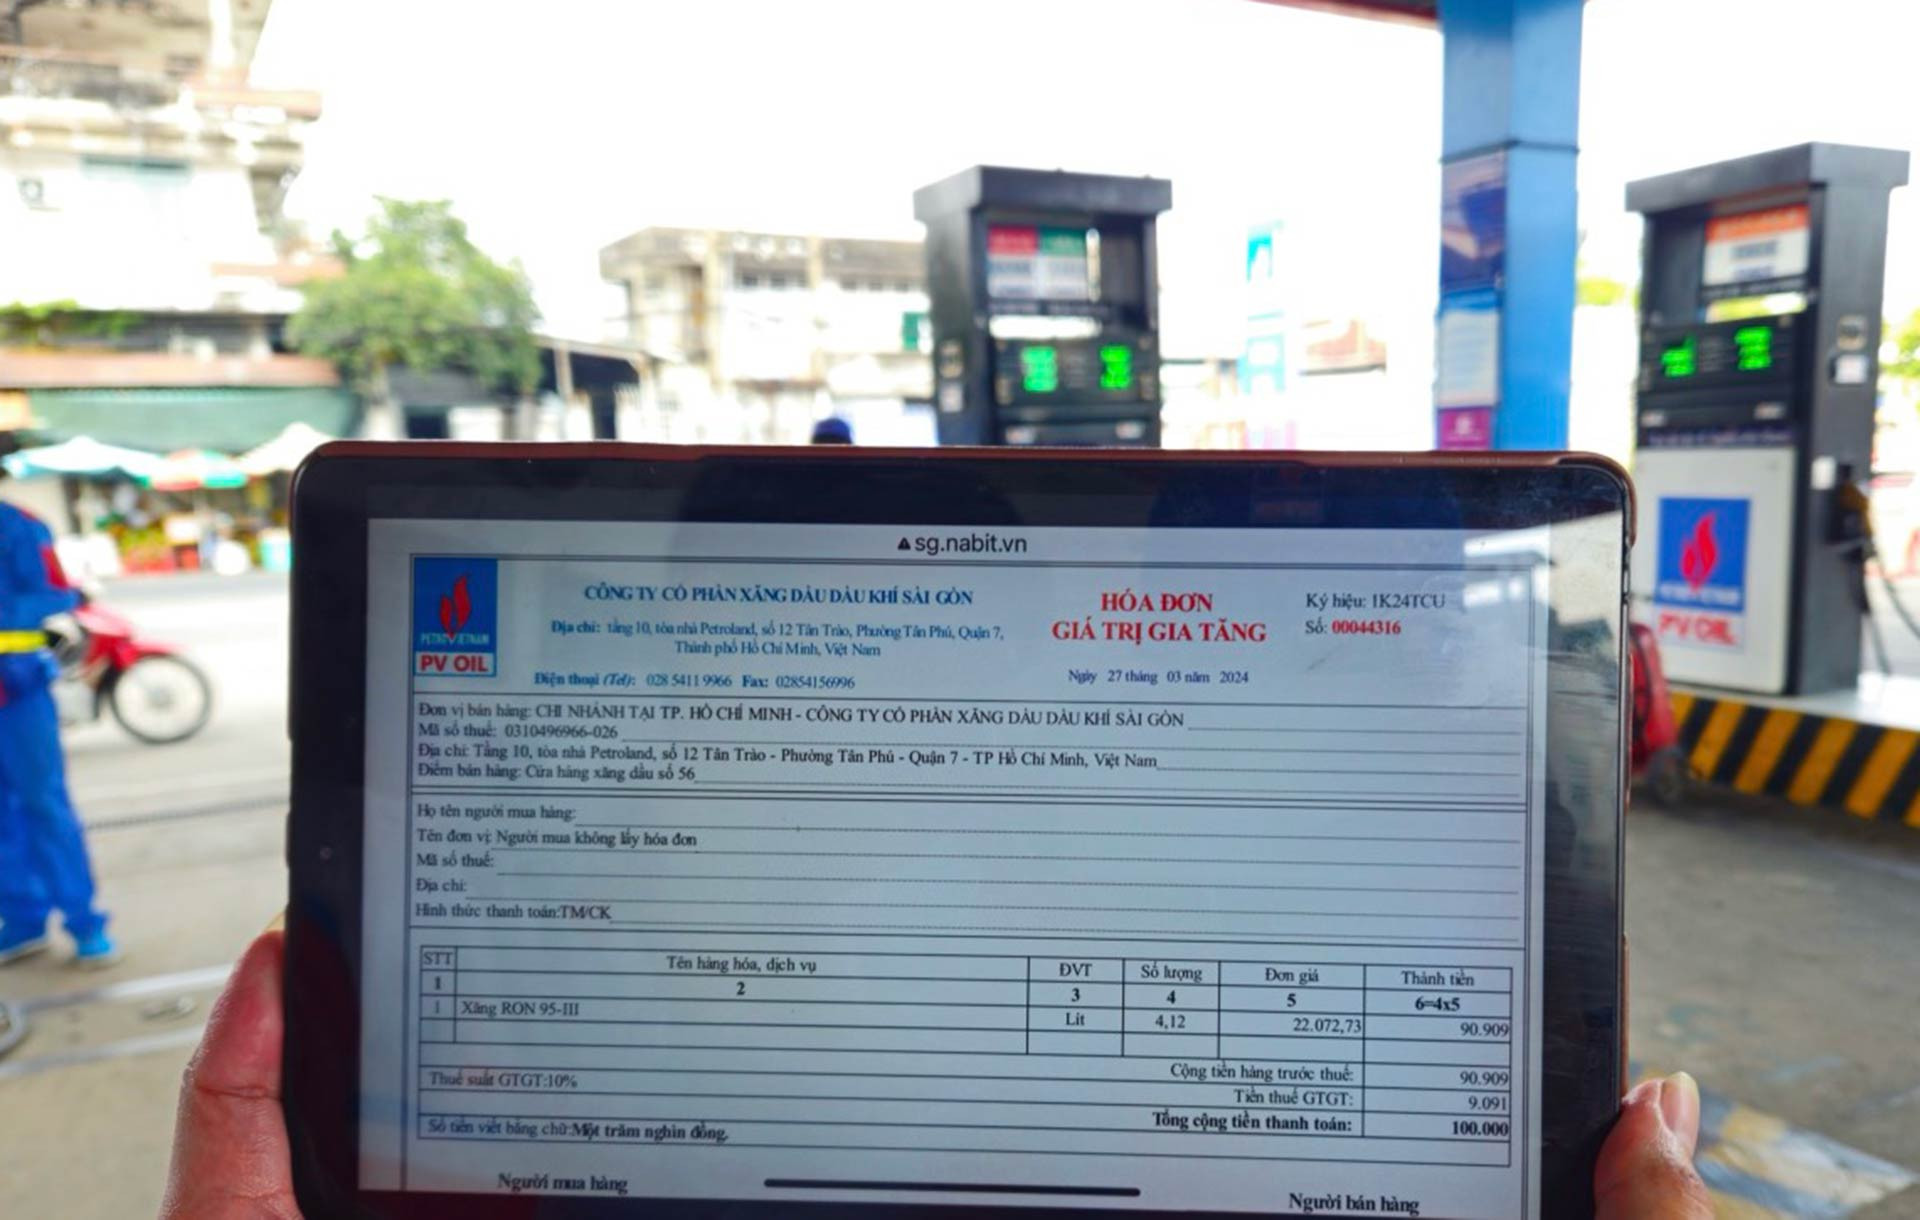 sg.nabit.vn
PETROVIETNAM
PV OIL
CÔNG TY CỔ PHẦN XĂNG DẦU DẦU KHÍ SÀI GÒN
Địa chỉ: tầng 10, tòa nhà Petroland, số 12 Tân Trào, Phường Tân Phú, Quận 7,
Thành phố Hồ Chí Minh, Việt Nam
Điện thoại (Tel): 028 5411 9966 Fax: 02854156996
HÓA ĐƠN
GIÁ TRỊ GIA TĂNG
Ngày 27 tháng 03 năm 2024
Ký hiệu: 1K24TCU
Số: 00044316
Đơn vị bán hàng: CHI NHÁNH TẠI TP. HỒ CHÍ MINH - CÔNG TY CỔ PHẦN XĂNG DẦU DẦU KHÍ SÀI GÒN
Mã số thuế: 0310496966-026
Địa chỉ: Tầng 10, tòa nhà Petroland, số 12 Tân Trào - Phường Tân Phú - Quận 7 - TP Hồ Chí Minh, Việt Nam
Điểm bán hàng: Cửa hàng xăng dầu số 56
Họ tên người mua hàng:
Tên đơn vị: Người mua không lấy hóa đơn
Mã số thuế:
Địa chỉ:
Hình thức thanh toán:TM/CK
STT Tên hàng hóa, dịch vụ ĐVT Số lượng Đơn giá Thành tiền
1 2 3 4 5 6=4x5
1 Xăng RON 95-III Lít 4,12 22.072,73 90.909
Cộng tiền hàng trước thuế: 90.909
Thuế suất GTGT:10% Tiền thuế GTGT: 9.091
Tổng cộng tiền thanh toán: 100.000
Số tiền viết bằng chữ:Một trăm nghìn đồng.
Người mua hàng Người bán hàng
PETROVIETNAM
PV OIL